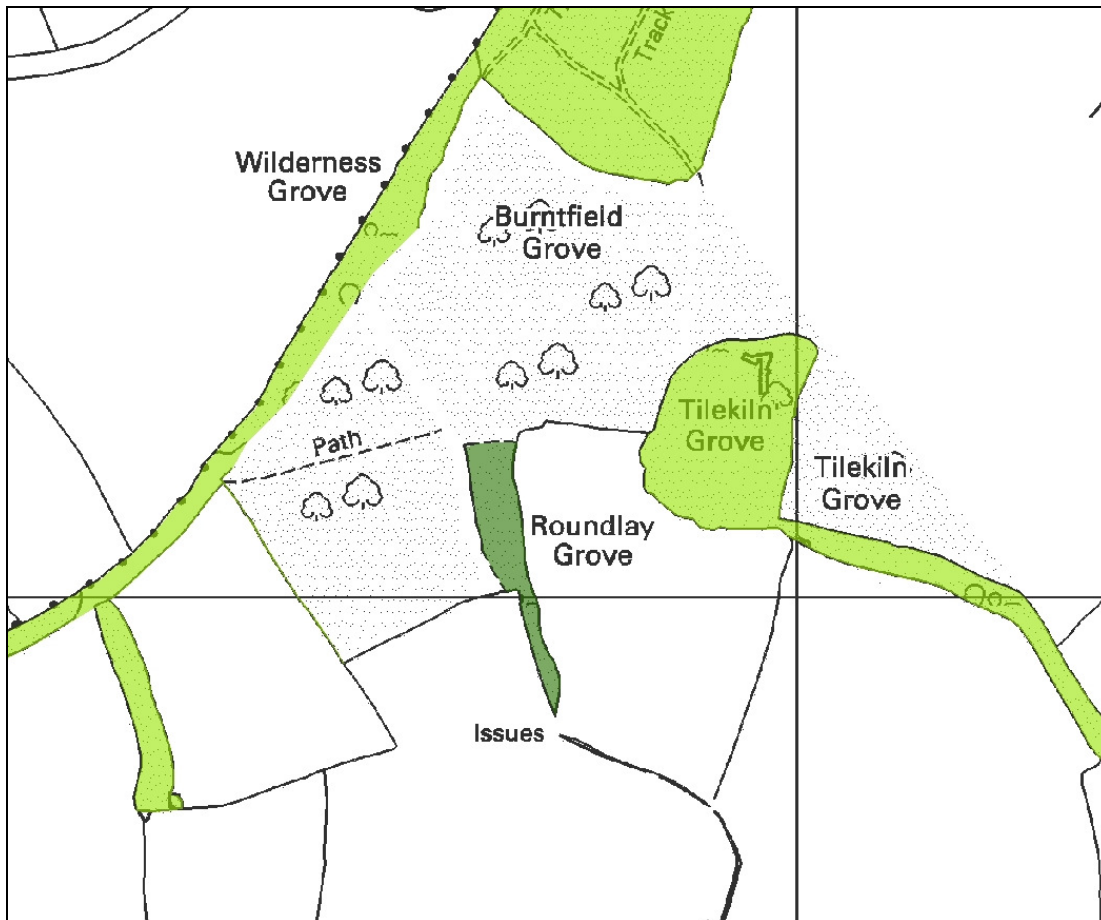 Track
Wilderness
Grove
Burntfield
Grove
Path
Tilekiln
Grove
Tilekiln
Grove
Roundlay
Grove
Issues